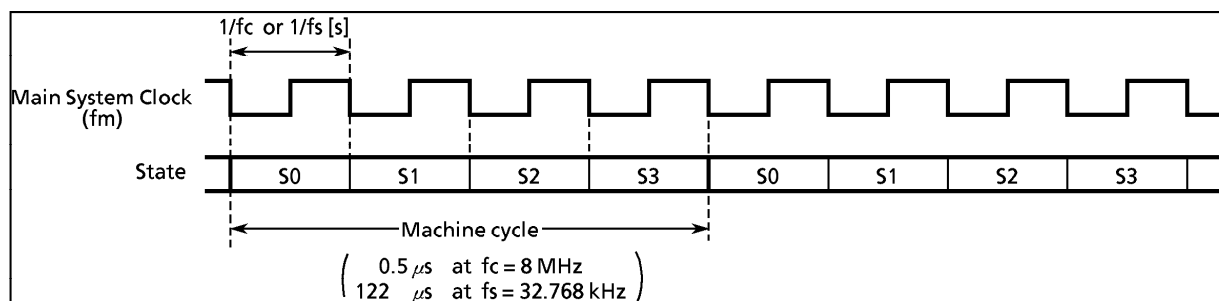 1/fc or 1/fs [s]
Main System Clock
(fm)
State
S0 S1 S2 S3 S0 S1 S2 S3
Machine cycle
0.5 μs at fc = 8 MHz
122 μs at fs = 32.768 kHz